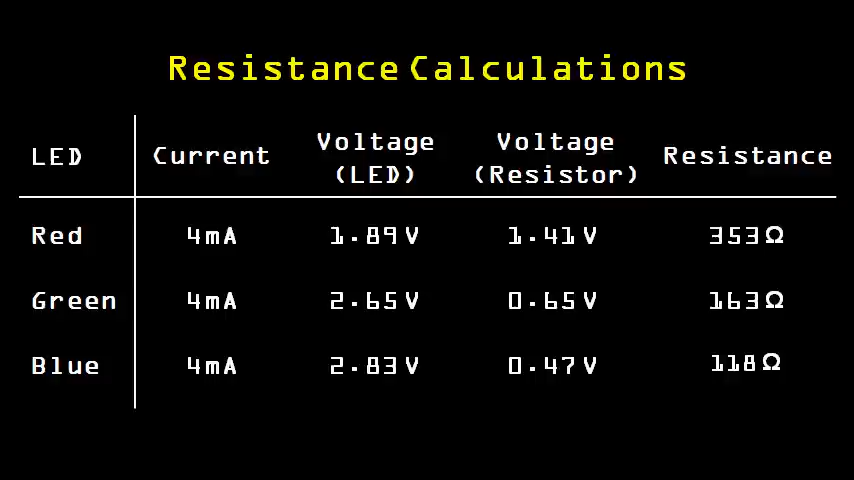 Resistance Calculations
LED Current Voltage (LED) Voltage (Resistor) Resistance
Red 4mA 1.89V 1.41V 353Ω
Green 4mA 2.65V 0.65V 163Ω
Blue 4mA 2.83V 0.47V 118Ω